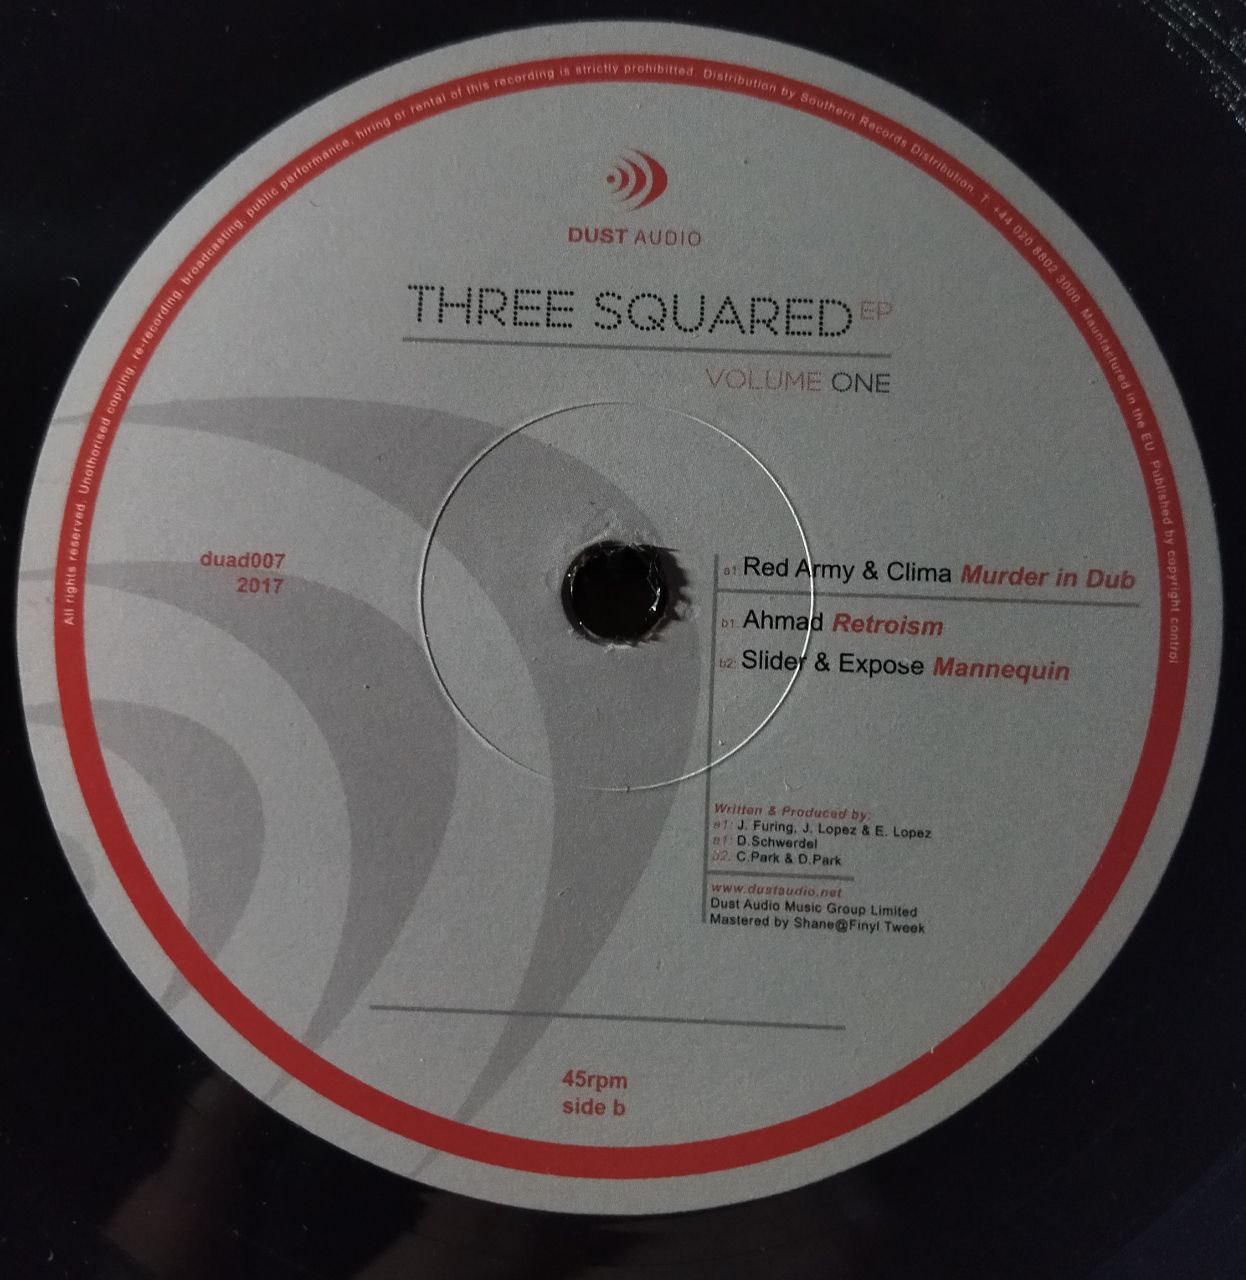 All rights reserved. Unothorised copying, re-recording, broadcasting, public performance, hiring or rental of this recording is strictly prohibitted. Distribution by Southern Records Distribution. T: +44 020 8802 3000. Maunfactured in the EU. Published by copyright control
DUST AUDIO
THREE SQUARED EP
VOLUME ONE
duad007
2017
a1: Red Army & Clima Murder in Dub
b1: Ahmad Retroism
b2: Slider & Expose Mannequin
Written & Produced by:
a1: J. Furing, J. Lopez & E. Lopez
a1: D.Schwerdel
b2: C.Park & D.Park
www.dustaudio.net
Dust Audio Music Group Limited
Mastered by Shane@Finyl Tweek
45rpm
side b